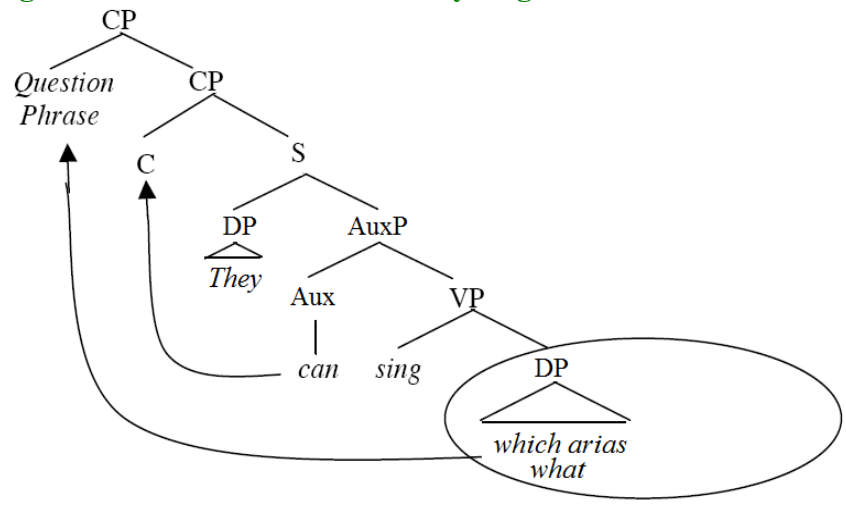 CP
Question CP
Phrase
C S
DP AuxP
They
Aux VP
can sing DP
which arias
what